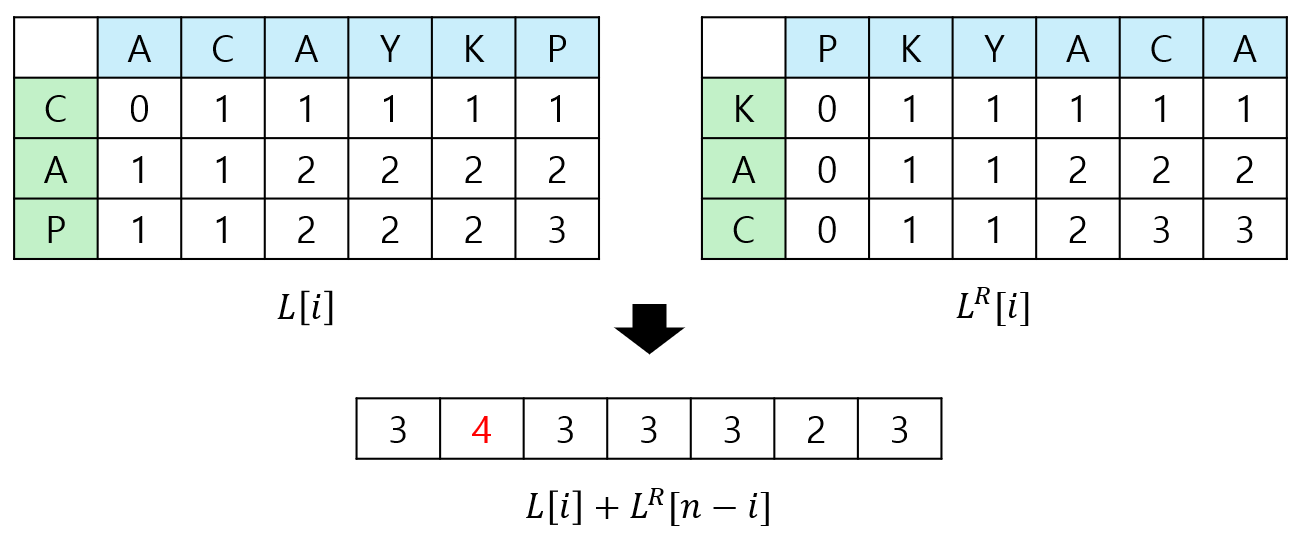 A C A Y K P
C 0 1 1 1 1 1
A 1 1 2 2 2 2
P 1 1 2 2 2 3
L[i]
P K Y A C A
K 0 1 1 1 1 1
A 0 1 1 2 2 2
C 0 1 1 2 3 3
Lᴿ[i]
3 4 3 3 3 2 3
L[i] + Lᴿ[n − i]